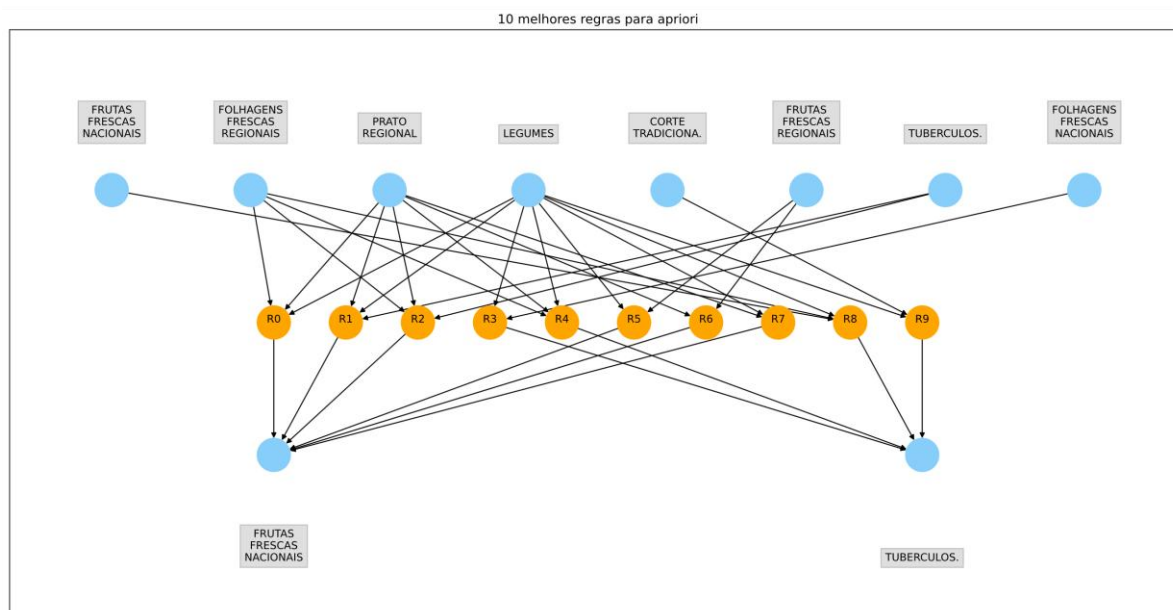 10 melhores regras para apriori
FRUTAS
FRESCAS
NACIONAIS
FOLHAGENS
FRESCAS
REGIONAIS
PRATO
REGIONAL
LEGUMES
CORTE
TRADICIONA.
FRUTAS
FRESCAS
REGIONAIS
TUBERCULOS.
FOLHAGENS
FRESCAS
NACIONAIS
R0
R1
R2
R3
R4
R5
R6
R7
R8
R9
FRUTAS
FRESCAS
NACIONAIS
TUBERCULOS.